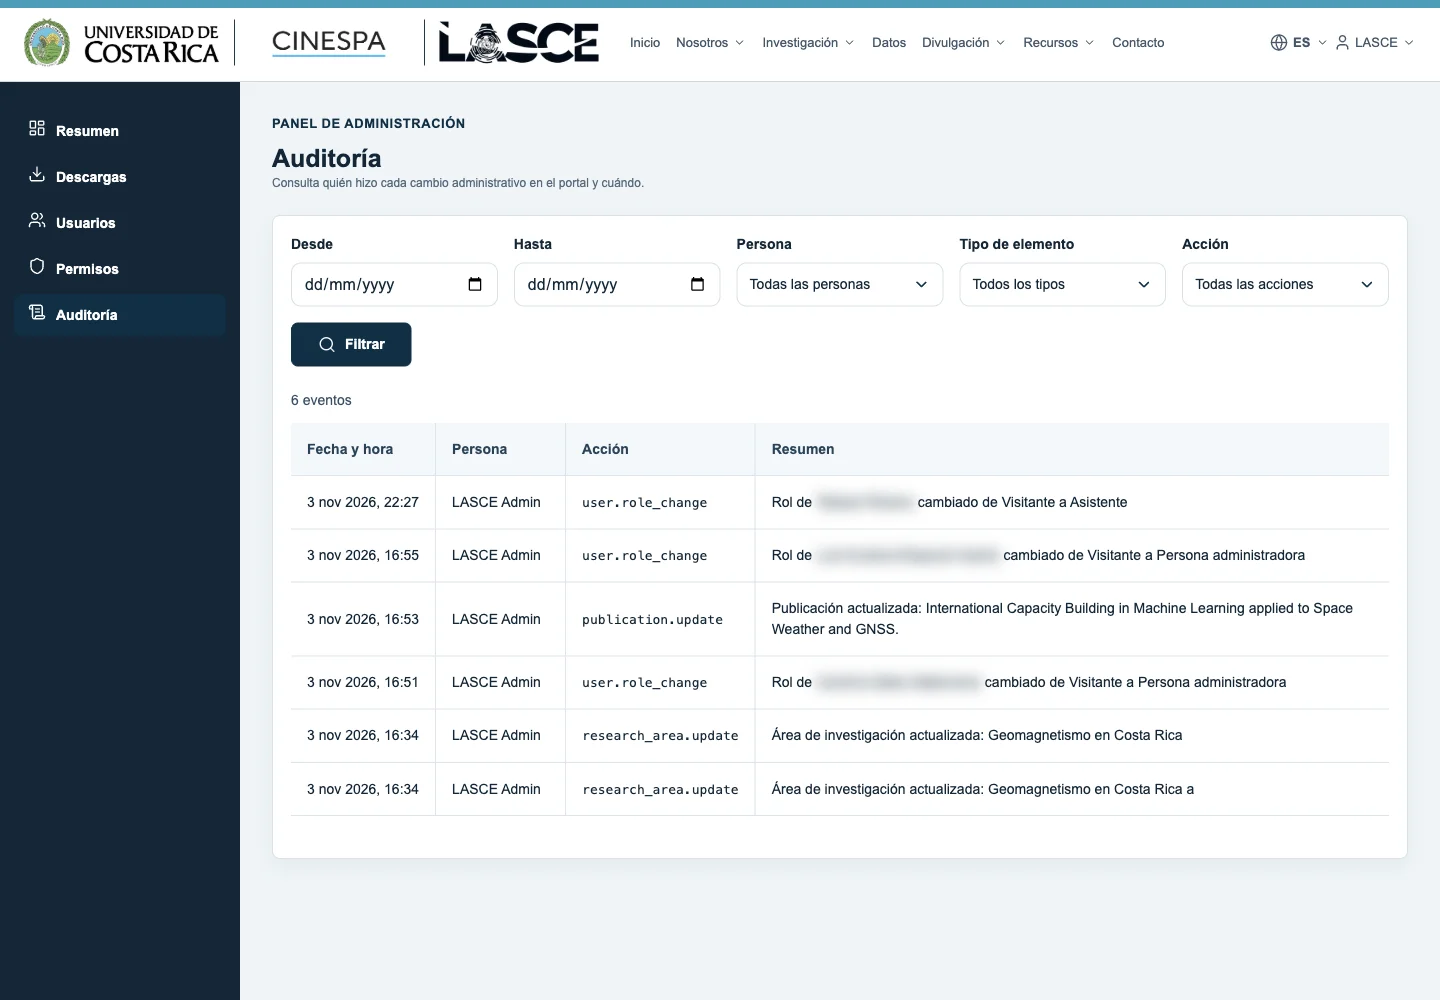 UNIVERSIDAD DE
COSTA RICA
CINESPA
LASCE
Inicio Nosotros Investigación Datos Divulgación Recursos Contacto
ES LASCE
Resumen
Descargas
Usuarios
Permisos
Auditoría
PANEL DE ADMINISTRACIÓN
Auditoría
Consulta quién hizo cada cambio administrativo en el portal y cuándo.
Desde Hasta Persona Tipo de elemento Acción
dd/mm/yyyy dd/mm/yyyy Todas las personas Todos los tipos Todas las acciones
Filtrar
6 eventos
Fecha y hora Persona Acción Resumen
3 nov 2026, 22:27 LASCE Admin user.role_change Rol de cambiado de Visitante a Asistente
3 nov 2026, 16:55 LASCE Admin user.role_change Rol de cambiado de Visitante a Persona administradora
3 nov 2026, 16:53 LASCE Admin publication.update Publicación actualizada: International Capacity Building in Machine Learning applied to Space
Weather and GNSS.
3 nov 2026, 16:51 LASCE Admin user.role_change Rol de cambiado de Visitante a Persona administradora
3 nov 2026, 16:34 LASCE Admin research_area.update Área de investigación actualizada: Geomagnetismo en Costa Rica
3 nov 2026, 16:34 LASCE Admin research_area.update Área de investigación actualizada: Geomagnetismo en Costa Rica a